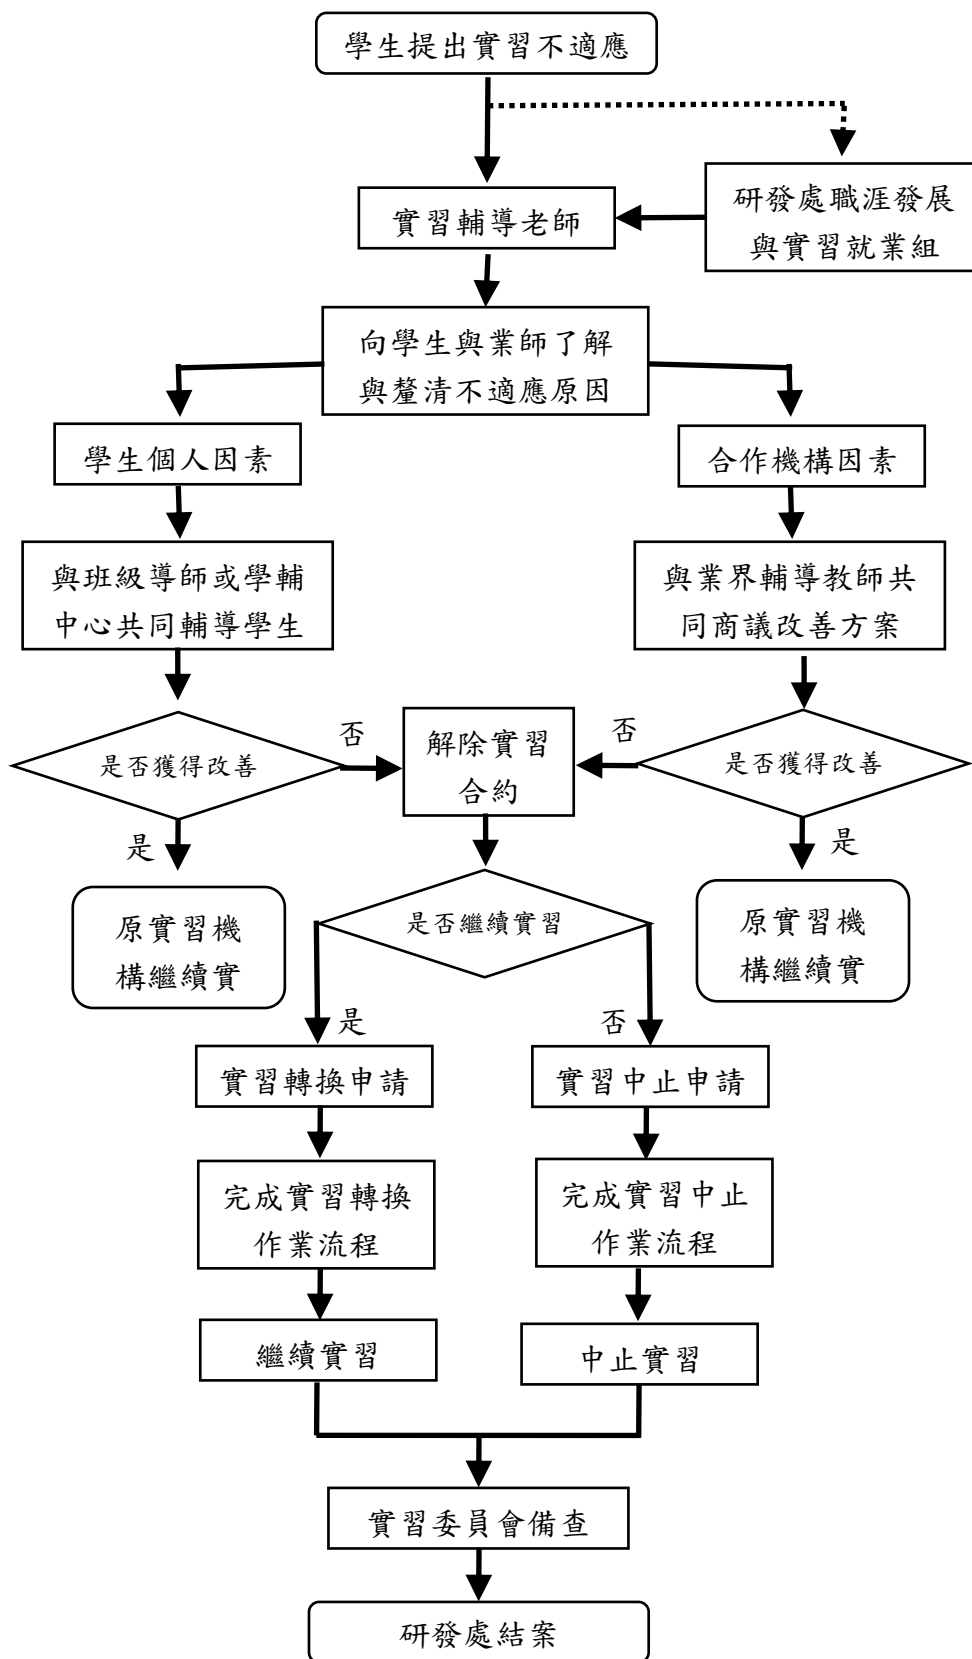 學生提出實習不適應
研發處職涯發展
與實習就業組
實習輔導老師
向學生與業師了解
與釐清不適應原因
學生個人因素
合作機構因素
與班級導師或學輔
中心共同輔導學生
與業界輔導教師共
同商議改善方案
是否獲得改善
否
解除實習
合約
否
是否獲得改善
是
是
原實習機
構繼續實
是否繼續實習
原實習機
構繼續實
是
否
實習轉換申請
實習中止申請
完成實習轉換
作業流程
完成實習中止
作業流程
繼續實習
中止實習
實習委員會備查
研發處結案